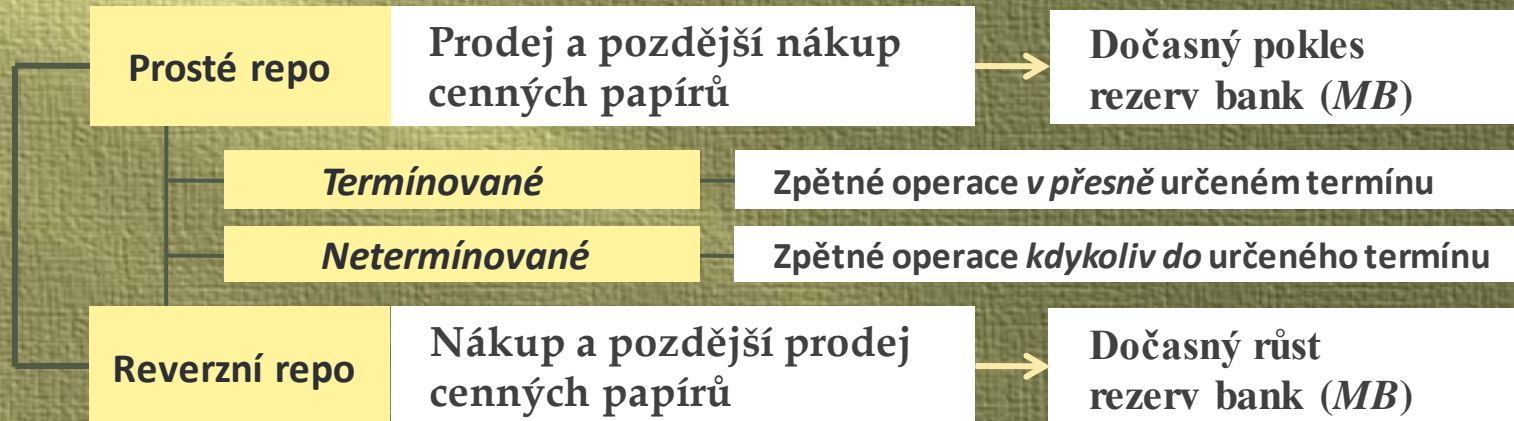 Prosté repo
Prodej a pozdější nákup
cenných papírů
Dočasný pokles
rezerv bank (MB)
Termínované
Zpětné operace v přesně určeném termínu
Netermínované
Zpětné operace kdykoliv do určeného termínu
Reverzní repo
Nákup a pozdější prodej
cenných papírů
Dočasný růst
rezerv bank (MB)